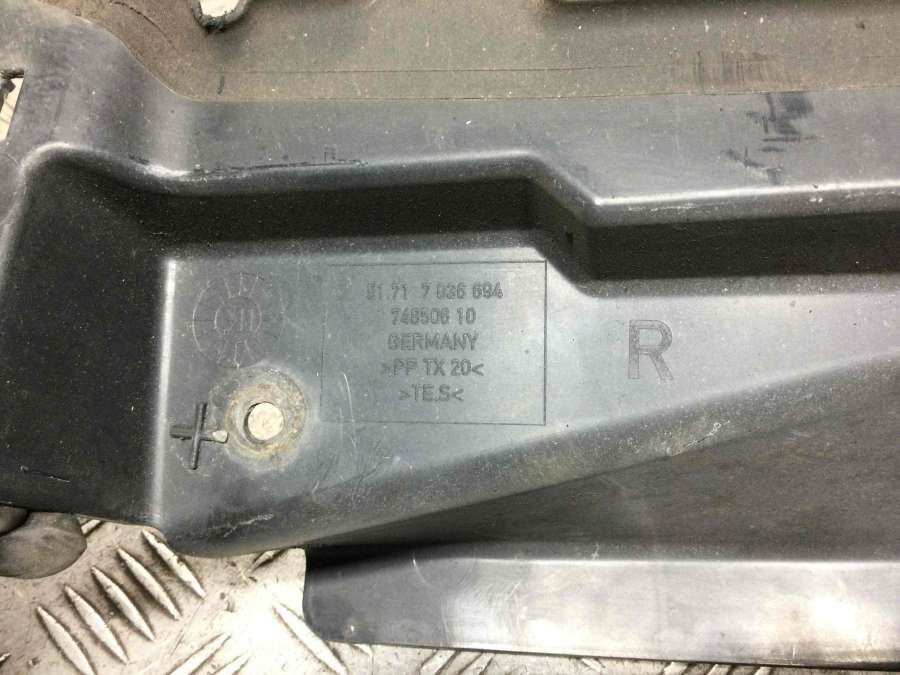 51.71 7 036 694
748506 10
GERMANY
>PP TX 20<
>TE.S<
R